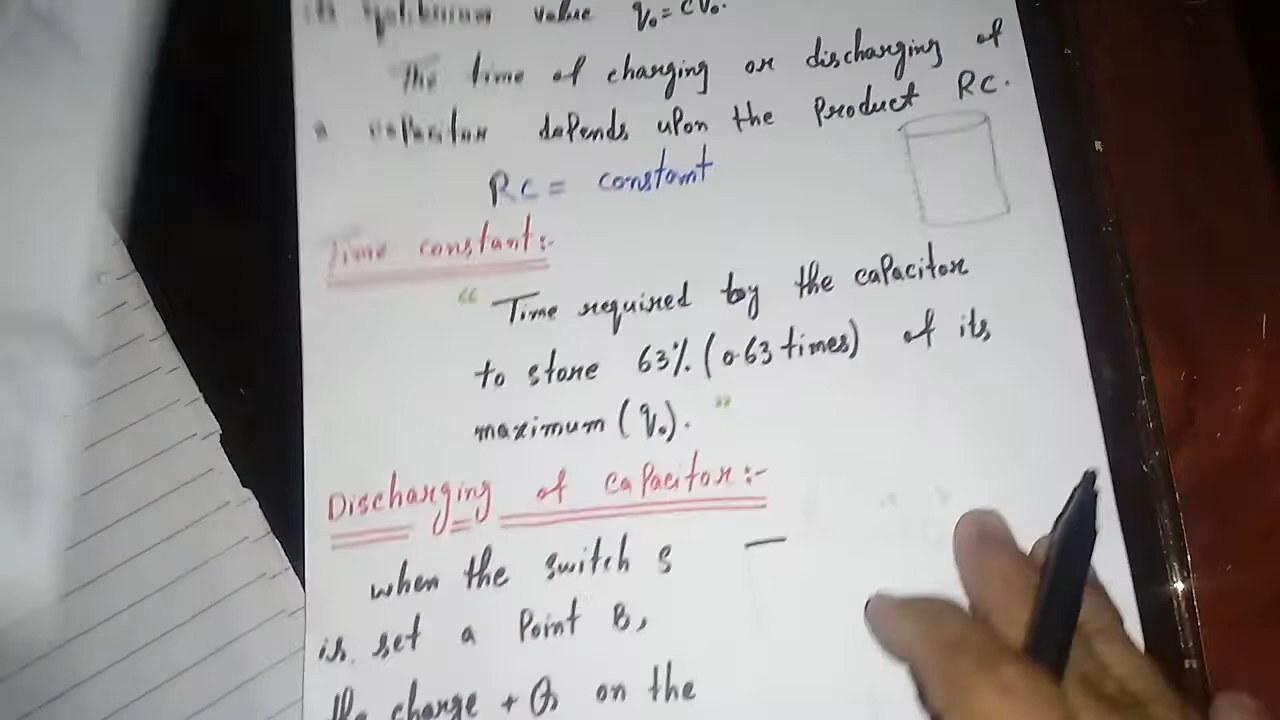 value q₀ = CV₀.
The time of charging or discharging of
a capacitor depends upon the Product RC.
RC = constant
Time constant:-
" Time required by the capacitor
to store 63% (0.63 times) of its
maximum (q₀). "
Discharging of capacitor:-
when the switch S
is set a Point B,
the charge + Q on the